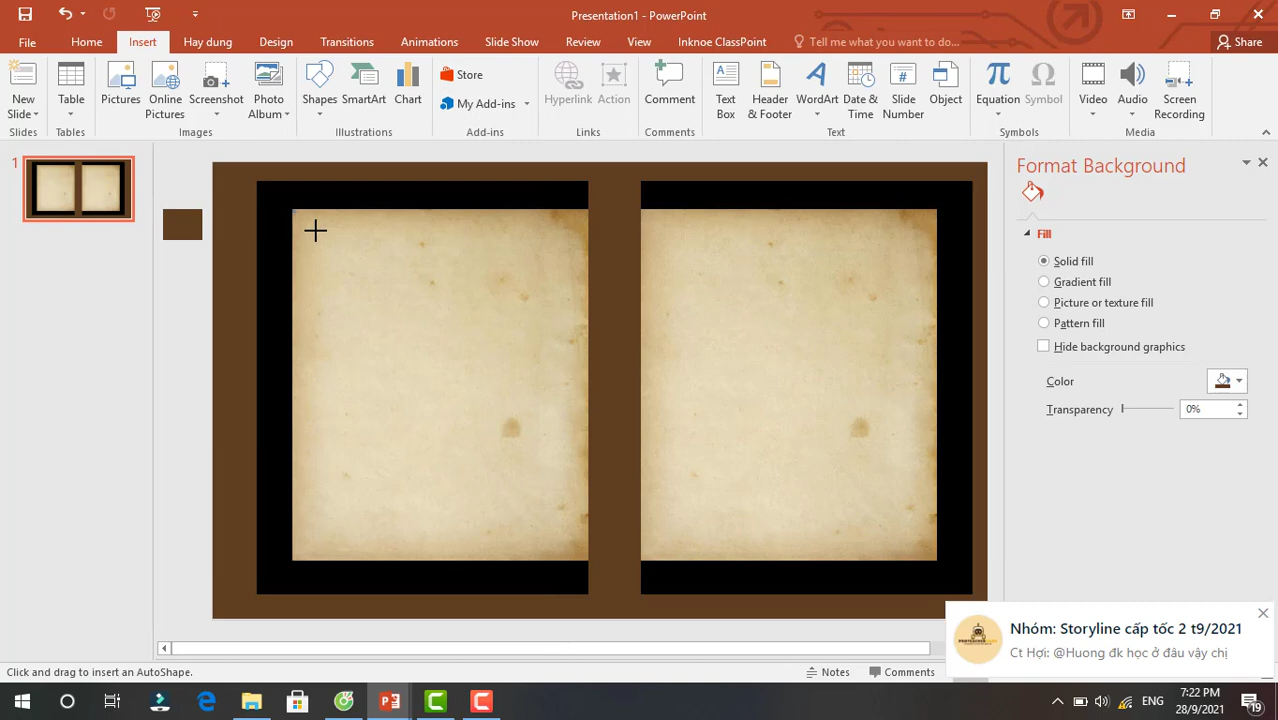 Presentation1 - PowerPoint
File Home Insert Hay dung Design Transitions Animations Slide Show Review View Inknoe ClassPoint Tell me what you want to do... Share
New Slide
Table
Pictures
Online Pictures
Screenshot
Photo Album
Shapes
SmartArt
Chart
Store
My Add-ins
Hyperlink
Action
Comment
Text Box
Header & Footer
WordArt
Date & Time
Slide Number
Object
Equation
Symbol
Video
Audio
Screen Recording
Slides Tables Images Illustrations Add-ins Links Comments Text Symbols Media
1
Format Background
Fill
Solid fill
Gradient fill
Picture or texture fill
Pattern fill
Hide background graphics
Color
Transparency 0%
Nhóm: Storyline cấp tốc 2 t9/2021
Ct Hợi: @Huong đk học ở đâu vậy chị
Click and drag to insert an AutoShape.
Notes Comments
ENG
7:22 PM
28/9/2021
19